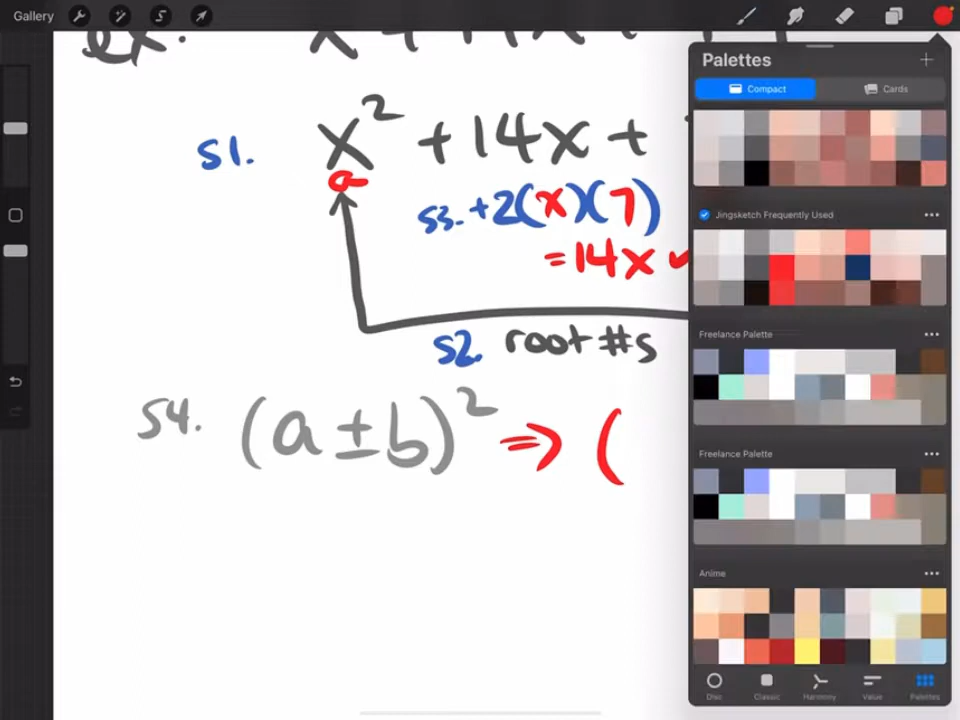 Gallery
Palettes
Compact
Cards
ex:
S1. x² + 14x +
a
S3. +2(x)(7)
= 14x ✓
Jingsketch Frequently Used
Freelance Palette
S2. root #s
S4. (a ± b)² ⇒ (
Freelance Palette
Anime
Disc
Classic
Harmony
Value
Palettes